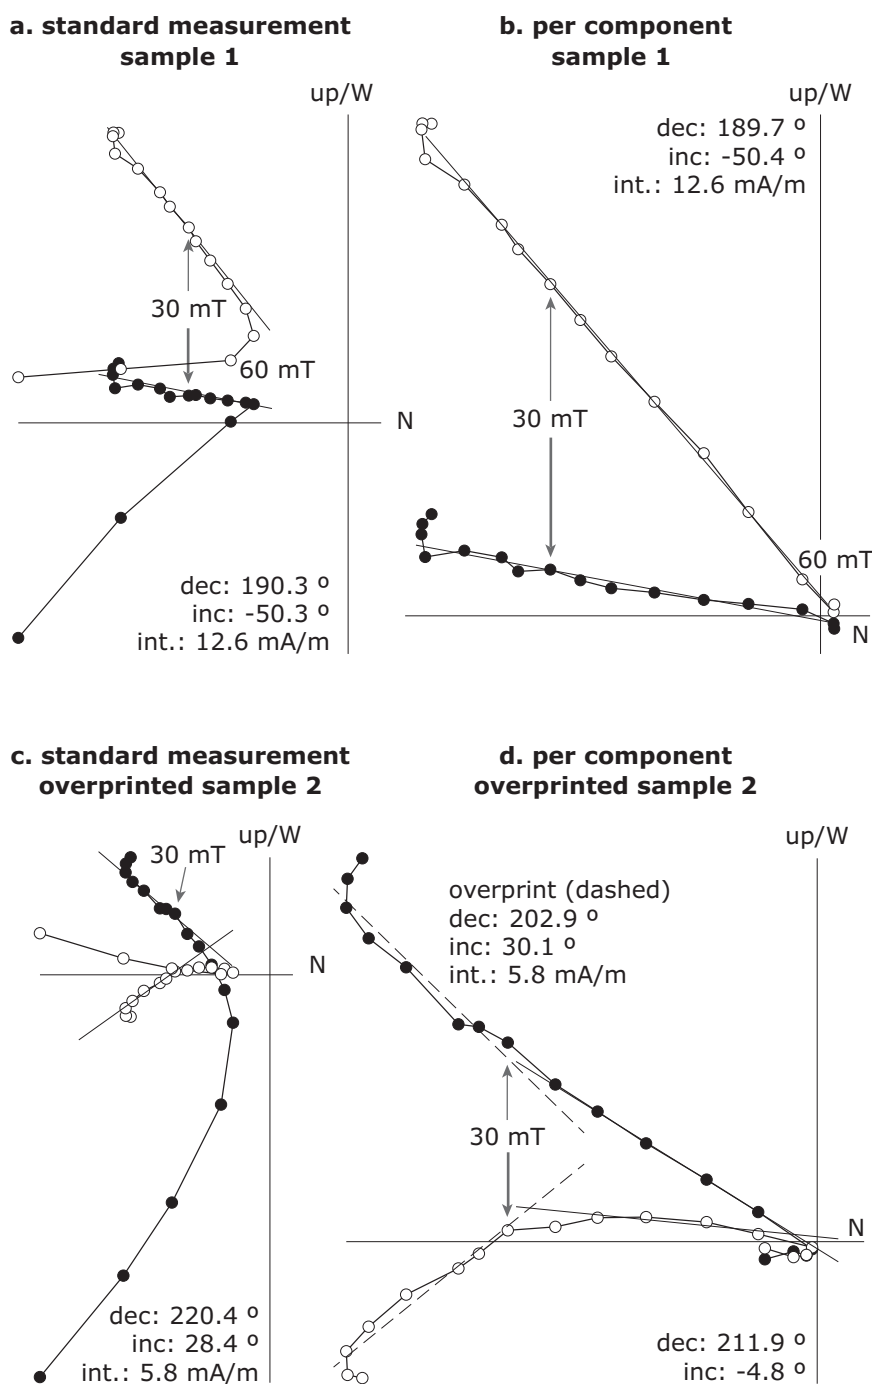 a. standard measurement
sample 1
up/W
30 mT
60 mT
N
dec: 190.3 º
inc: -50.3 º
int.: 12.6 mA/m
b. per component
sample 1
up/W
dec: 189.7 º
inc: -50.4 º
int.: 12.6 mA/m
30 mT
60 mT
N
c. standard measurement
overprinted sample 2
up/W
30 mT
N
dec: 220.4 º
inc: 28.4 º
int.: 5.8 mA/m
d. per component
overprinted sample 2
up/W
overprint (dashed)
dec: 202.9 º
inc: 30.1 º
int.: 5.8 mA/m
30 mT
N
dec: 211.9 º
inc: -4.8 º